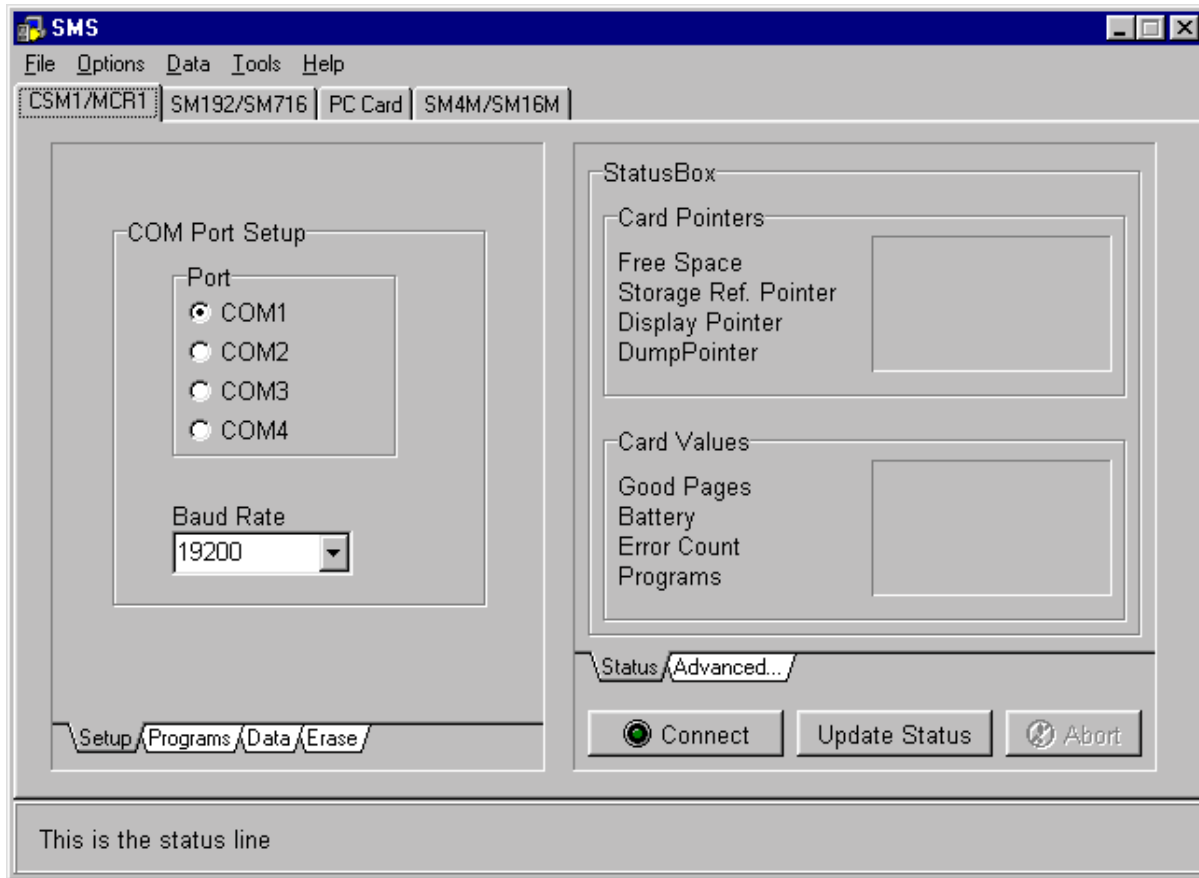 SMS
File Options Data Tools Help
CSM1/MCR1 SM192/SM716 PC Card SM4M/SM16M
COM Port Setup
Port
COM1
COM2
COM3
COM4
Baud Rate
19200
Setup Programs Data Erase
StatusBox
Card Pointers
Free Space
Storage Ref. Pointer
Display Pointer
DumpPointer
Card Values
Good Pages
Battery
Error Count
Programs
Status Advanced...
Connect Update Status Abort
This is the status line